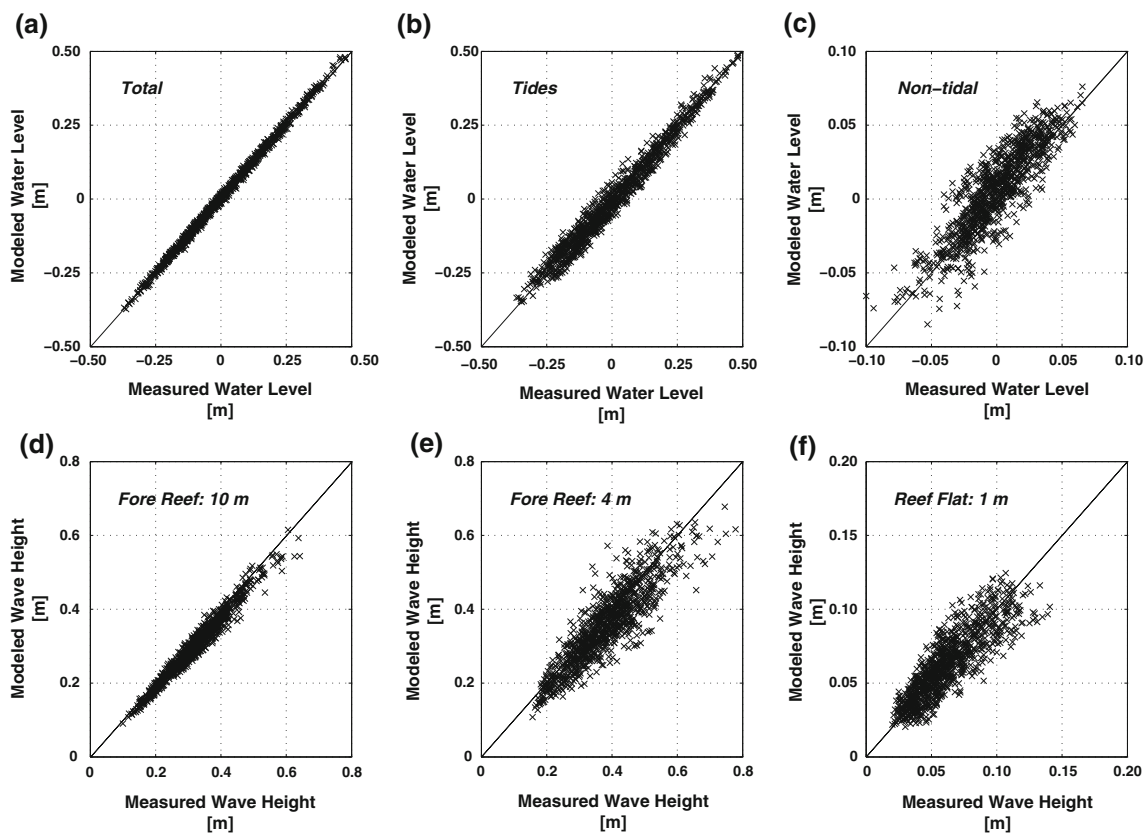 (a)
Total
0.50
0.25
0
−0.25
−0.50
−0.50
−0.25
0
0.25
0.50
Modeled Water Level
[m]
Measured Water Level
[m]
(b)
Tides
0.50
0.25
0
−0.25
−0.50
−0.50
−0.25
0
0.25
0.50
Modeled Water Level
[m]
Measured Water Level
[m]
(c)
Non−tidal
0.10
0.05
0
−0.05
−0.10
−0.10
−0.05
0
0.05
0.10
Modeled Water Level
[m]
Measured Water Level
[m]
(d)
Fore Reef: 10 m
0.8
0.6
0.4
0.2
0
0
0.2
0.4
0.6
0.8
Modeled Wave Height
[m]
Measured Wave Height
[m]
(e)
Fore Reef: 4 m
0.8
0.6
0.4
0.2
0
0
0.2
0.4
0.6
0.8
Modeled Wave Height
[m]
Measured Wave Height
[m]
(f)
Reef Flat: 1 m
0.20
0.15
0.10
0.05
0
0
0.05
0.10
0.15
0.20
Modeled Wave Height
[m]
Measured Wave Height
[m]